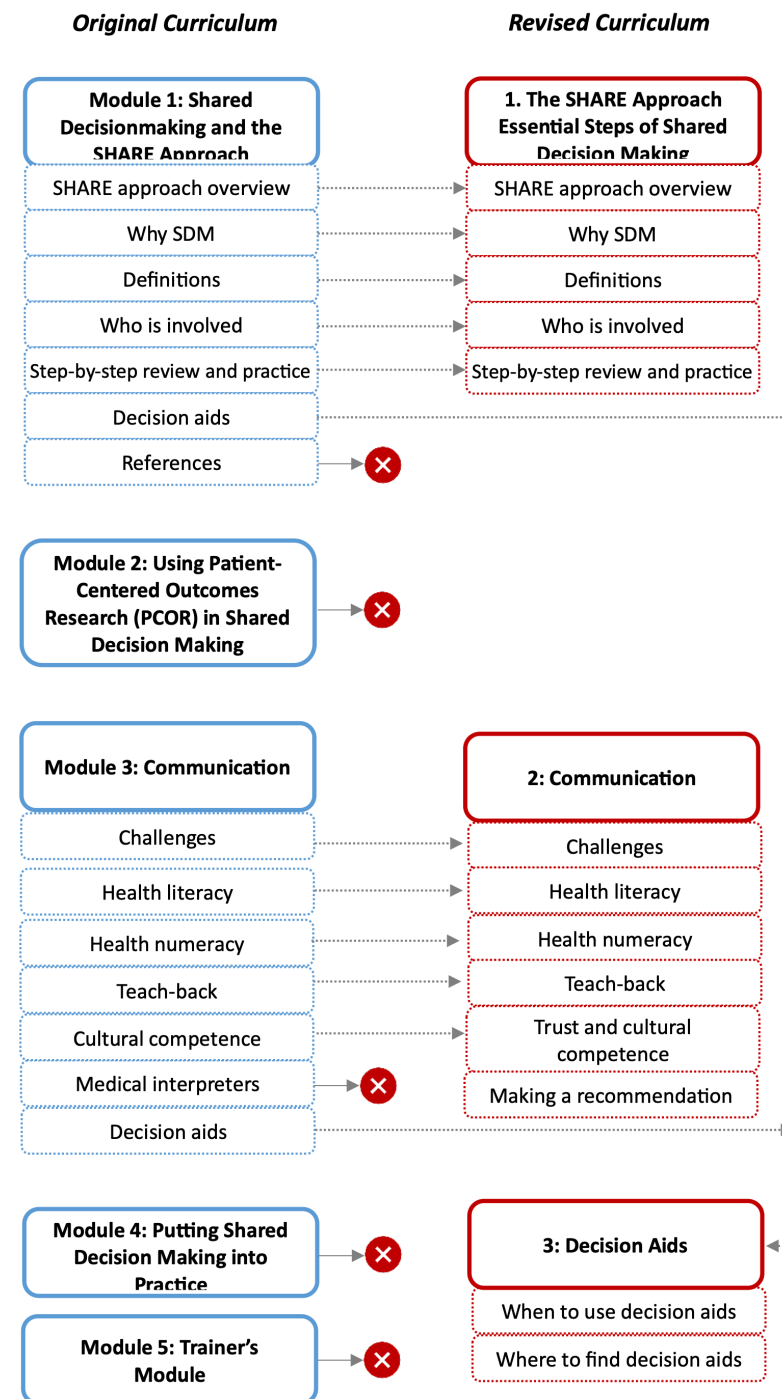 Original Curriculum
Revised Curriculum
Module 1: Shared
Decisionmaking and the
SHARE Approach
SHARE approach overview
Why SDM
Definitions
Who is involved
Step-by-step review and practice
Decision aids
References
1. The SHARE Approach
Essential Steps of Shared
Decision Making
SHARE approach overview
Why SDM
Definitions
Who is involved
Step-by-step review and practice
Module 2: Using Patient-
Centered Outcomes
Research (PCOR) in Shared
Decision Making
Module 3: Communication
Challenges
Health literacy
Health numeracy
Teach-back
Cultural competence
Medical interpreters
Decision aids
2: Communication
Challenges
Health literacy
Health numeracy
Teach-back
Trust and cultural
competence
Making a recommendation
Module 4: Putting Shared
Decision Making into
Practice
Module 5: Trainer's
Module
3: Decision Aids
When to use decision aids
Where to find decision aids